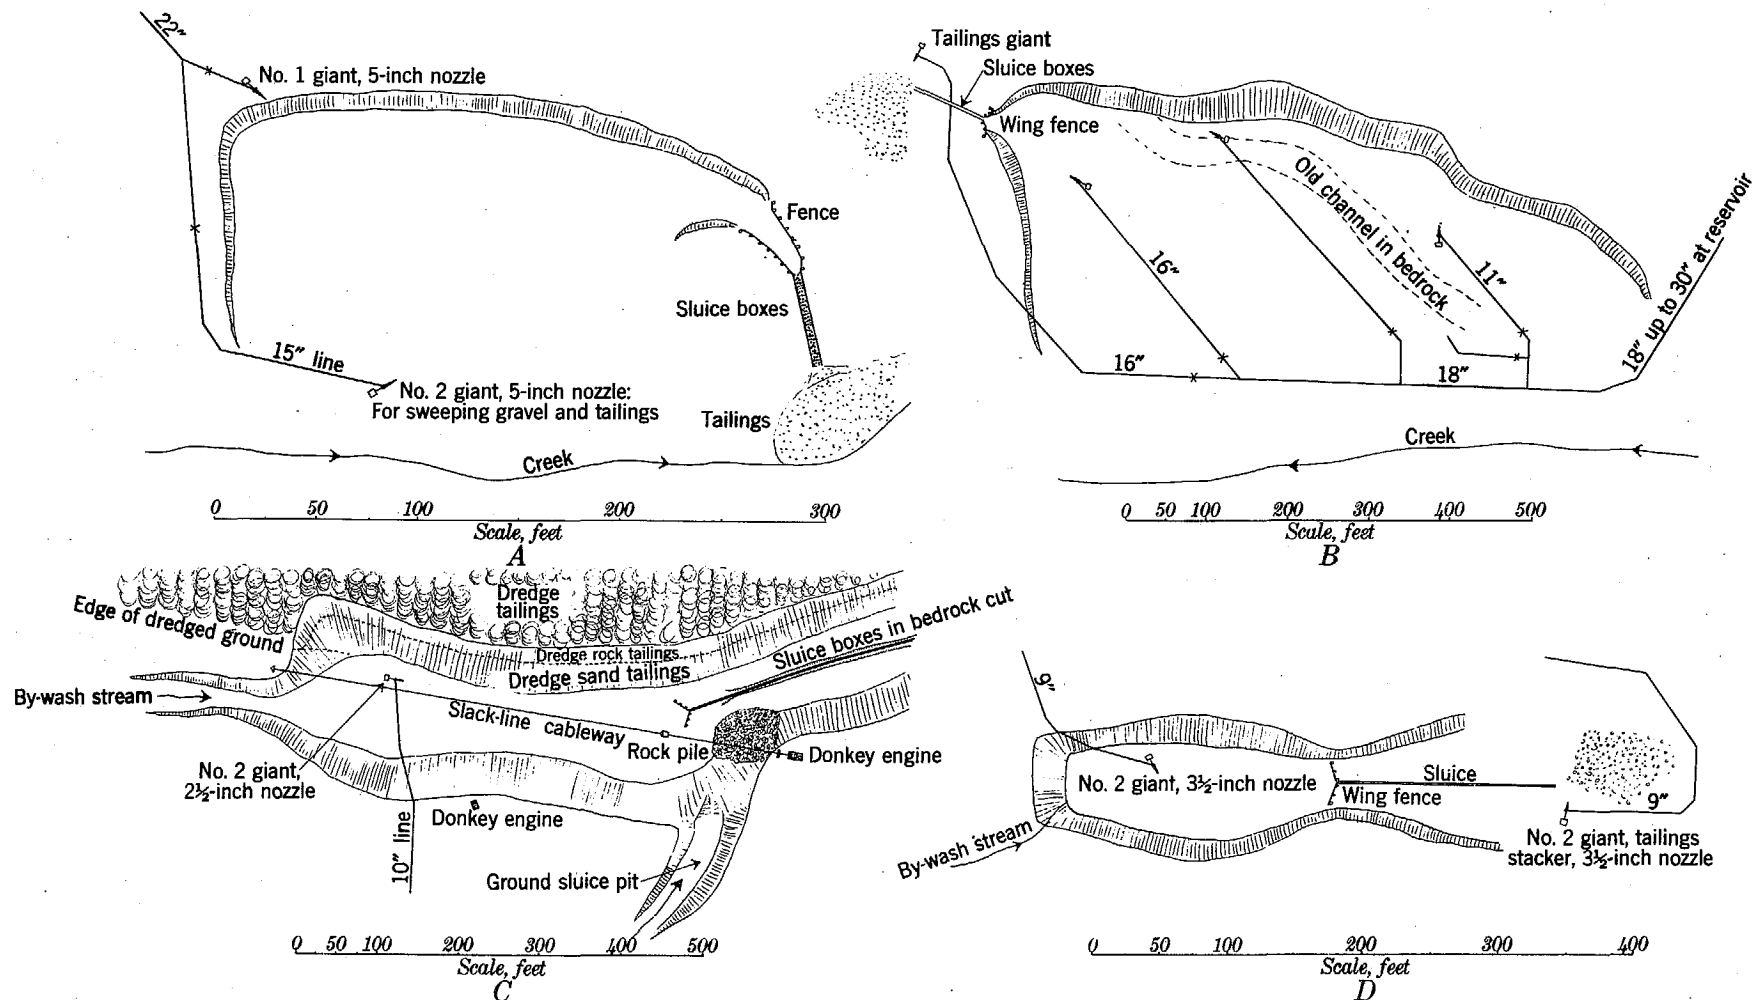 22″
No. 1 giant, 5-inch nozzle
Fence
Sluice boxes
15″ line
No. 2 giant, 5-inch nozzle:
For sweeping gravel and tailings
Tailings
Creek
0 50 100 200 300
Scale, feet
A
Tailings giant
Sluice boxes
Wing fence
Old channel in bedrock
16″
11″
18″ up to 30″ at reservoir
16″
18″
Creek
0 50 100 200 300 400 500
Scale, feet
B
Dredge
tailings
Edge of dredged ground
Dredge rock tailings
Dredge sand tailings
Sluice boxes in bedrock cut
By-wash stream
Slack-line cableway
Rock pile
Donkey engine
No. 2 giant,
2½-inch nozzle
Donkey engine
10″ line
Ground sluice pit
0 50 100 200 300 400 500
Scale, feet
C
9″
No. 2 giant, 3½-inch nozzle
Sluice
Wing fence
9″
By-wash stream
No. 2 giant, tailings
stacker, 3½-inch nozzle
0 50 100 200 300 400
Scale, feet
D